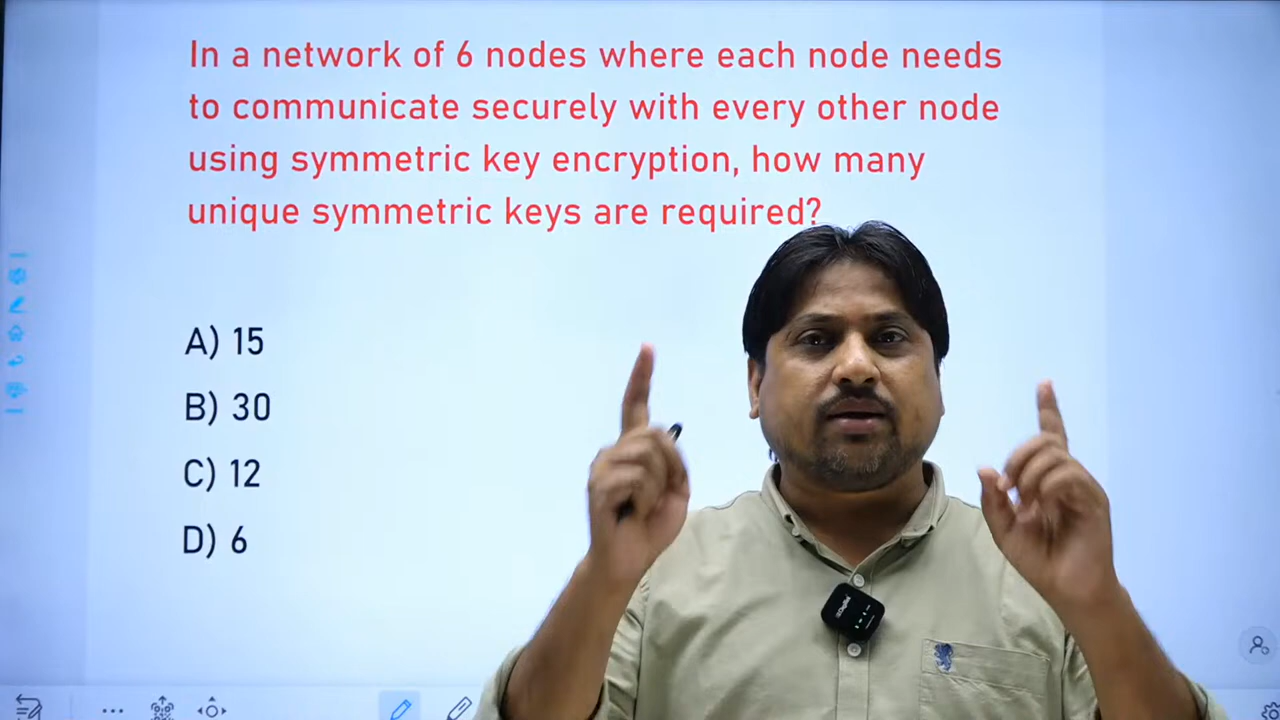 In a network of 6 nodes where each node needs
to communicate securely with every other node
using symmetric key encryption, how many
unique symmetric keys are required?
A) 15
B) 30
C) 12
D) 6